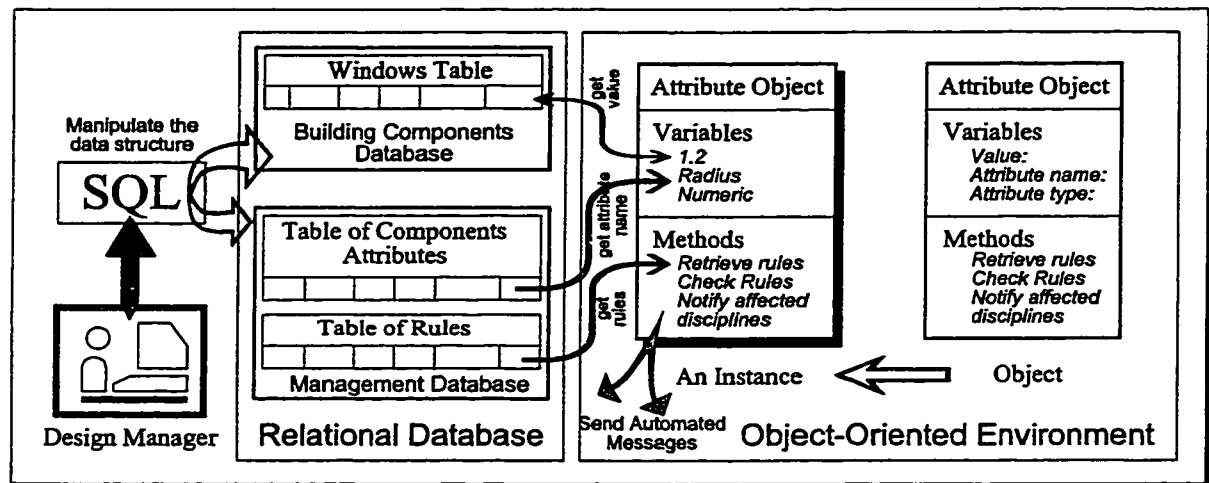 Manipulate the
data structure
SQL
Design Manager
Windows Table
Building Components
Database
Table of Components
Attributes
Table of Rules
Management Database
Relational Database
get
value
get attribute
name
get
rules
Attribute Object
Variables
1.2
Radius
Numeric
Methods
Retrieve rules
Check Rules
Notify affected
disciplines
An Instance
Send Automated
Messages
Attribute Object
Variables
Value:
Attribute name:
Attribute type:
Methods
Retrieve rules
Check Rules
Notify affected
disciplines
Object
Object-Oriented Environment